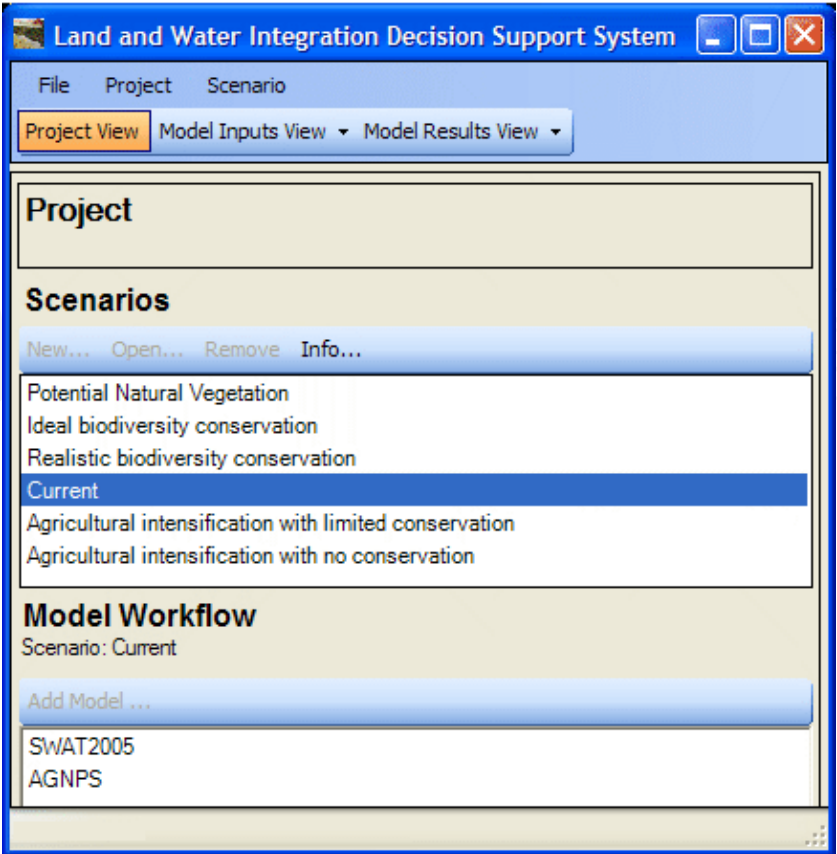 Land and Water Integration Decision Support System
File Project Scenario
Project View Model Inputs View Model Results View
Project
Scenarios
New... Open... Remove Info...
Potential Natural Vegetation
Ideal biodiversity conservation
Realistic biodiversity conservation
Current
Agricultural intensification with limited conservation
Agricultural intensification with no conservation
Model Workflow
Scenario: Current
Add Model ...
SWAT2005
AGNPS